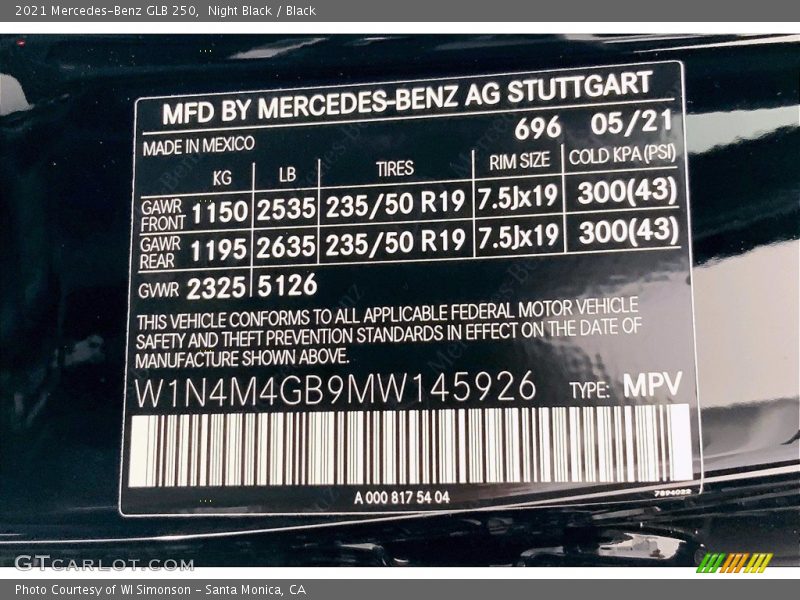 2021 Mercedes-Benz GLB 250, Night Black / Black
MFD BY MERCEDES-BENZ AG STUTTGART
696 05/21
MADE IN MEXICO
KG LB TIRES RIM SIZE COLD KPA (PSI)
GAWR FRONT 1150 2535 235/50 R19 7.5Jx19 300(43)
GAWR REAR 1195 2635 235/50 R19 7.5Jx19 300(43)
GVWR 2325 5126
THIS VEHICLE CONFORMS TO ALL APPLICABLE FEDERAL MOTOR VEHICLE
SAFETY AND THEFT PREVENTION STANDARDS IN EFFECT ON THE DATE OF
MANUFACTURE SHOWN ABOVE.
W1N4M4GB9MW145926 TYPE: MPV
A 000 817 54 04
7694022
GTCARLOT.COM
Photo Courtesy of WI Simonson - Santa Monica, CA